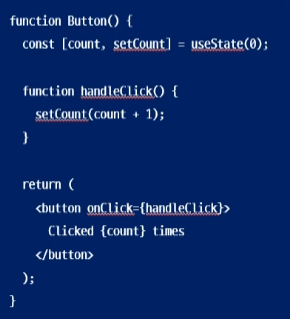 function Button() {
  const [count, setCount] = useState(0);
  function handleClick() {
    setCount(count + 1);
  }
  return (
    <button onClick={handleClick}>
      Clicked {count} times
    </button>
  );
}